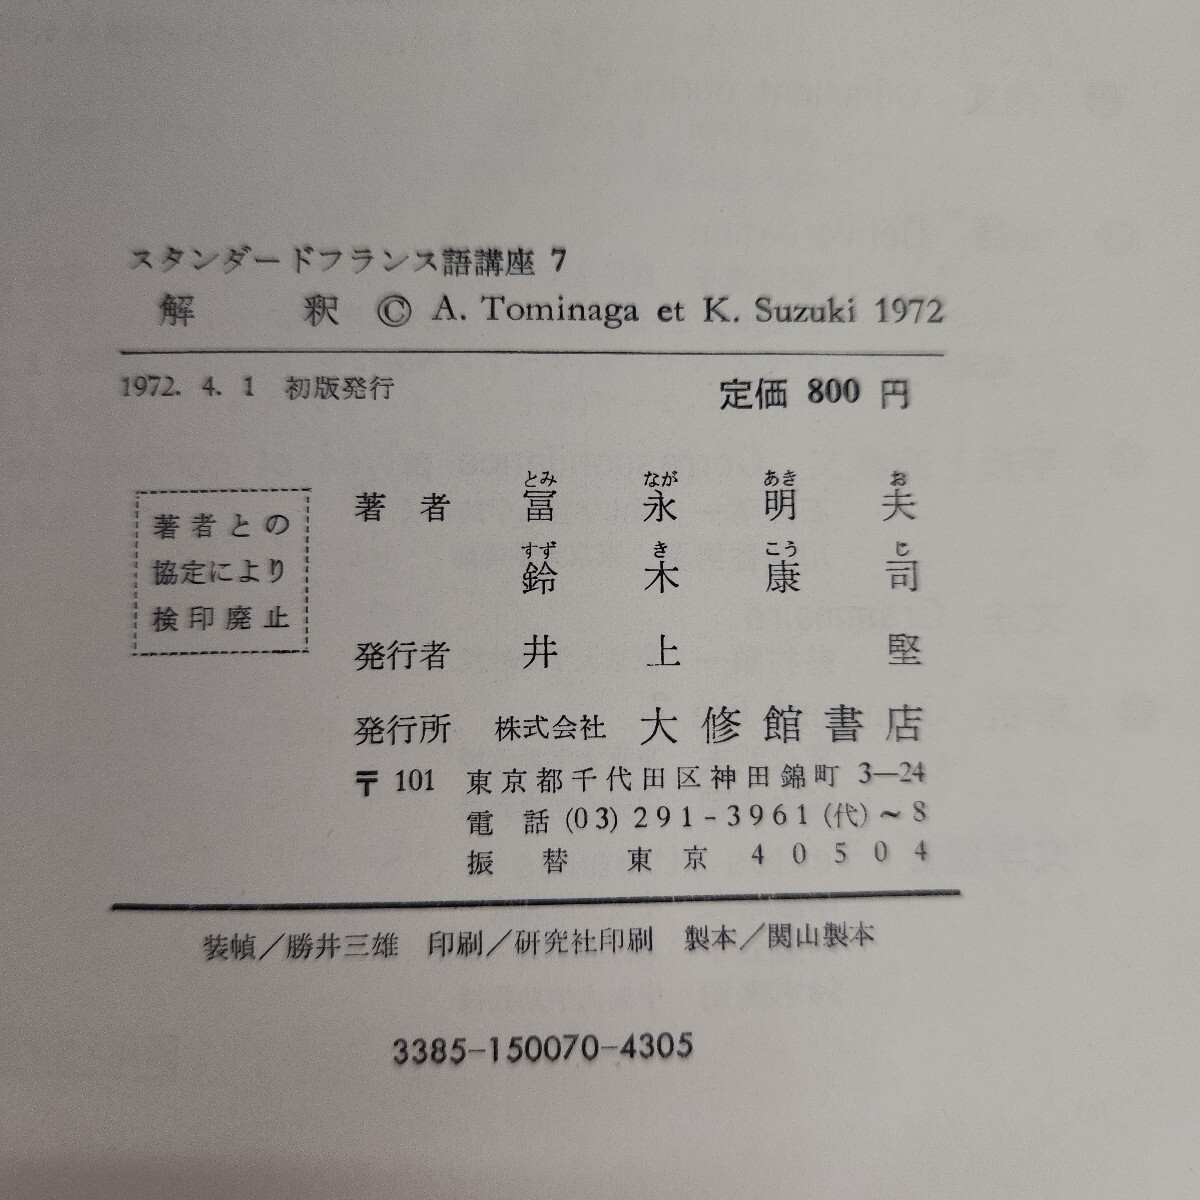 スタンダードフランス語講座 7
解釈 © A. Tominaga et K. Suzuki 1972
1972. 4. 1 初版発行 定価 800 円
著者との
協定により
検印廃止
著者 冨永明夫
とみ なが あき お
鈴木康司
すず き こう じ
発行者 井上堅
発行所 株式会社 大修館書店
〒101 東京都千代田区神田錦町 3—24
電話 (03) 291-3961 (代) ~ 8
振替 東京 40504
装幀/勝井三雄 印刷/研究社印刷 製本/関山製本
3385-150070-4305